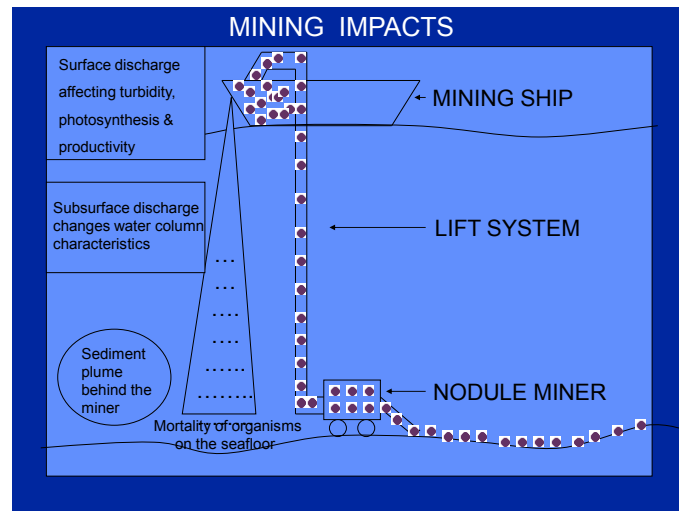 MINING IMPACTS
Surface discharge
affecting turbidity,
photosynthesis &
productivity
MINING SHIP
Subsurface discharge
changes water column
characteristics
LIFT SYSTEM
Sediment
plume
behind the
miner
NODULE MINER
Mortality of organisms
on the seafloor